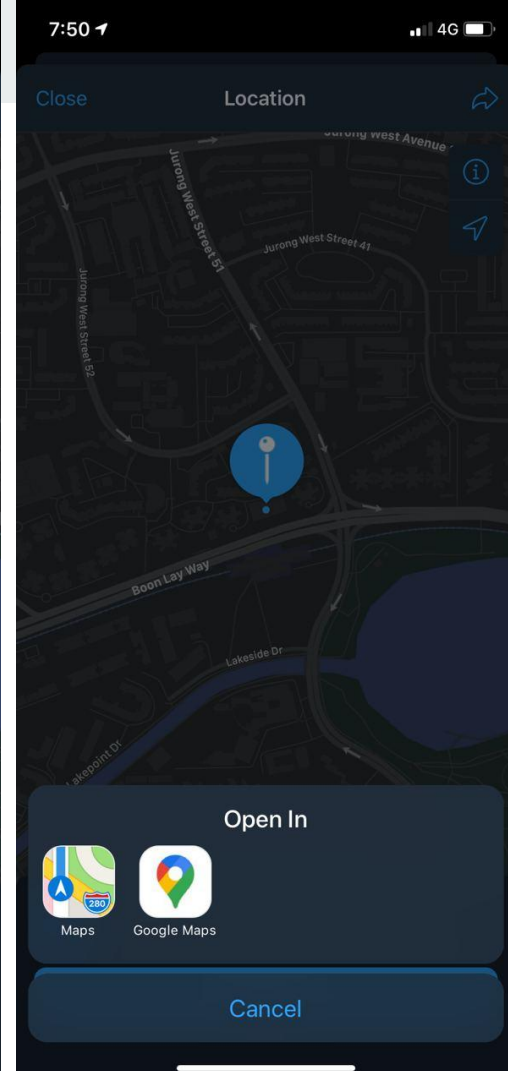 7:50
4G
Close
Location
Jurong West Avenue
Jurong West Street 51
Jurong West Street 41
Jurong West Street 52
Boon Lay Way
Lakeside Dr
Lakepoint Dr
Open In
280
Maps
Google Maps
Cancel